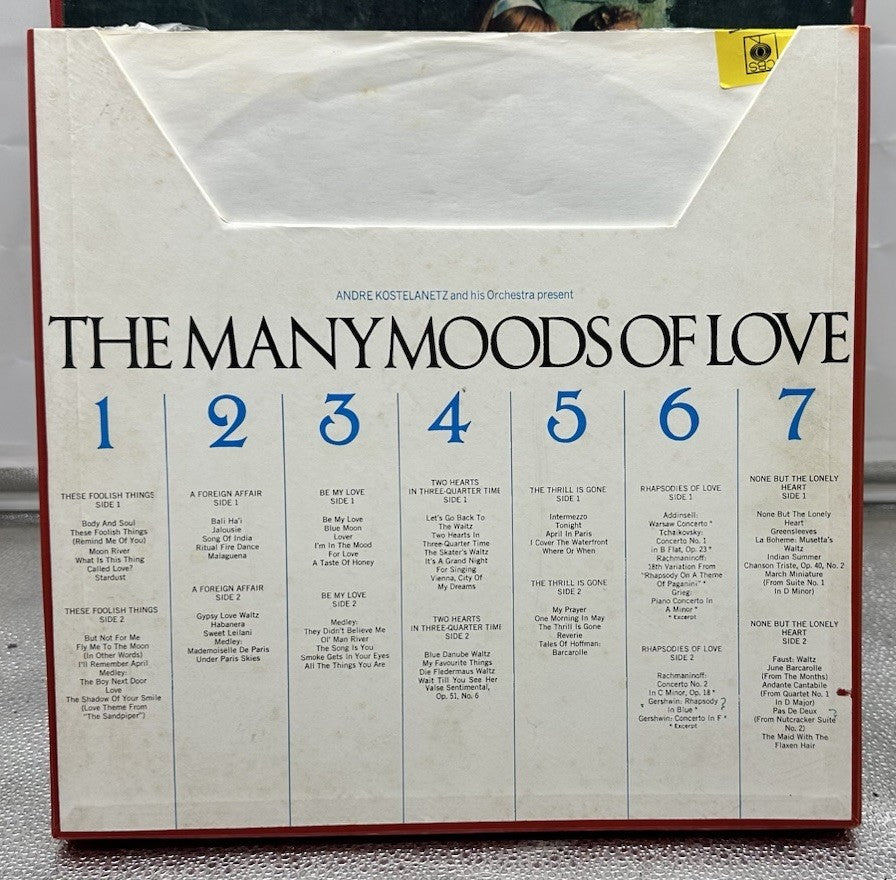 CBS
ANDRE KOSTELANETZ and his Orchestra present
THE MANY MOODS OF LOVE
1
THESE FOOLISH THINGS
SIDE 1
Body And Soul
These Foolish Things
(Remind Me Of You)
Moon River
What Is This Thing
Called Love?
Stardust
THESE FOOLISH THINGS
SIDE 2
But Not For Me
Fly Me To The Moon
(In Other Words)
I'll Remember April
Medley:
The Boy Next Door
Love
The Shadow Of Your Smile
(Love Theme From
"The Sandpiper")
2
A FOREIGN AFFAIR
SIDE 1
Bali Ha'i
Jalousie
Song Of India
Ritual Fire Dance
Malaguena
A FOREIGN AFFAIR
SIDE 2
Gypsy Love Waltz
Habanera
Sweet Leilani
Medley:
Mademoiselle De Paris
Under Paris Skies
3
BE MY LOVE
SIDE 1
Be My Love
Blue Moon
Lover
I'm In The Mood
For Love
A Taste Of Honey
BE MY LOVE
SIDE 2
Medley:
They Didn't Believe Me
Ol' Man River
The Song Is You
Smoke Gets In Your Eyes
All The Things You Are
4
TWO HEARTS
IN THREE-QUARTER TIME
SIDE 1
Let's Go Back To
The Waltz
Two Hearts In
Three-Quarter Time
The Skater's Waltz
It's A Grand Night
For Singing
Vienna, City Of
My Dreams
TWO HEARTS
IN THREE-QUARTER TIME
SIDE 2
Blue Danube Waltz
My Favourite Things
Die Fledermaus Waltz
Wait Till You See Her
Valse Sentimental,
Op. 51, No. 6
5
THE THRILL IS GONE
SIDE 1
Intermezzo
Tonight
April In Paris
I Cover The Waterfront
Where Or When
THE THRILL IS GONE
SIDE 2
My Prayer
One Morning In May
The Thrill Is Gone
Reverie
Tales Of Hoffman:
Barcarolle
6
RHAPSODIES OF LOVE
SIDE 1
Addinsell:
Warsaw Concerto *
Tchaikovsky:
Concerto No. 1
in B Flat, Op. 23 *
Rachmaninoff:
18th Variation From
"Rhapsody On A Theme
Of Paganini" *
Grieg:
Piano Concerto In
A Minor *
* Excerpt
RHAPSODIES OF LOVE
SIDE 2
Rachmaninoff:
Concerto No. 2
In C Minor, Op. 18 *
Gershwin: Rhapsody ?
In Blue *
Gershwin: Concerto In F *
* Excerpt
7
NONE BUT THE LONELY
HEART
SIDE 1
None But The Lonely
Heart
Greensleeves
La Boheme: Musetta's
Waltz
Indian Summer
Chanson Triste, Op. 40, No. 2
March Miniature
(From Suite No. 1
In D Minor)
NONE BUT THE LONELY
HEART
SIDE 2
Faust: Waltz
June Barcarolle
(From The Months)
Andante Cantabile
(From Quartet No. 1
In D Major)
Pas De Deux ?
(From Nutcracker Suite
No. 2)
The Maid With The
Flaxen Hair